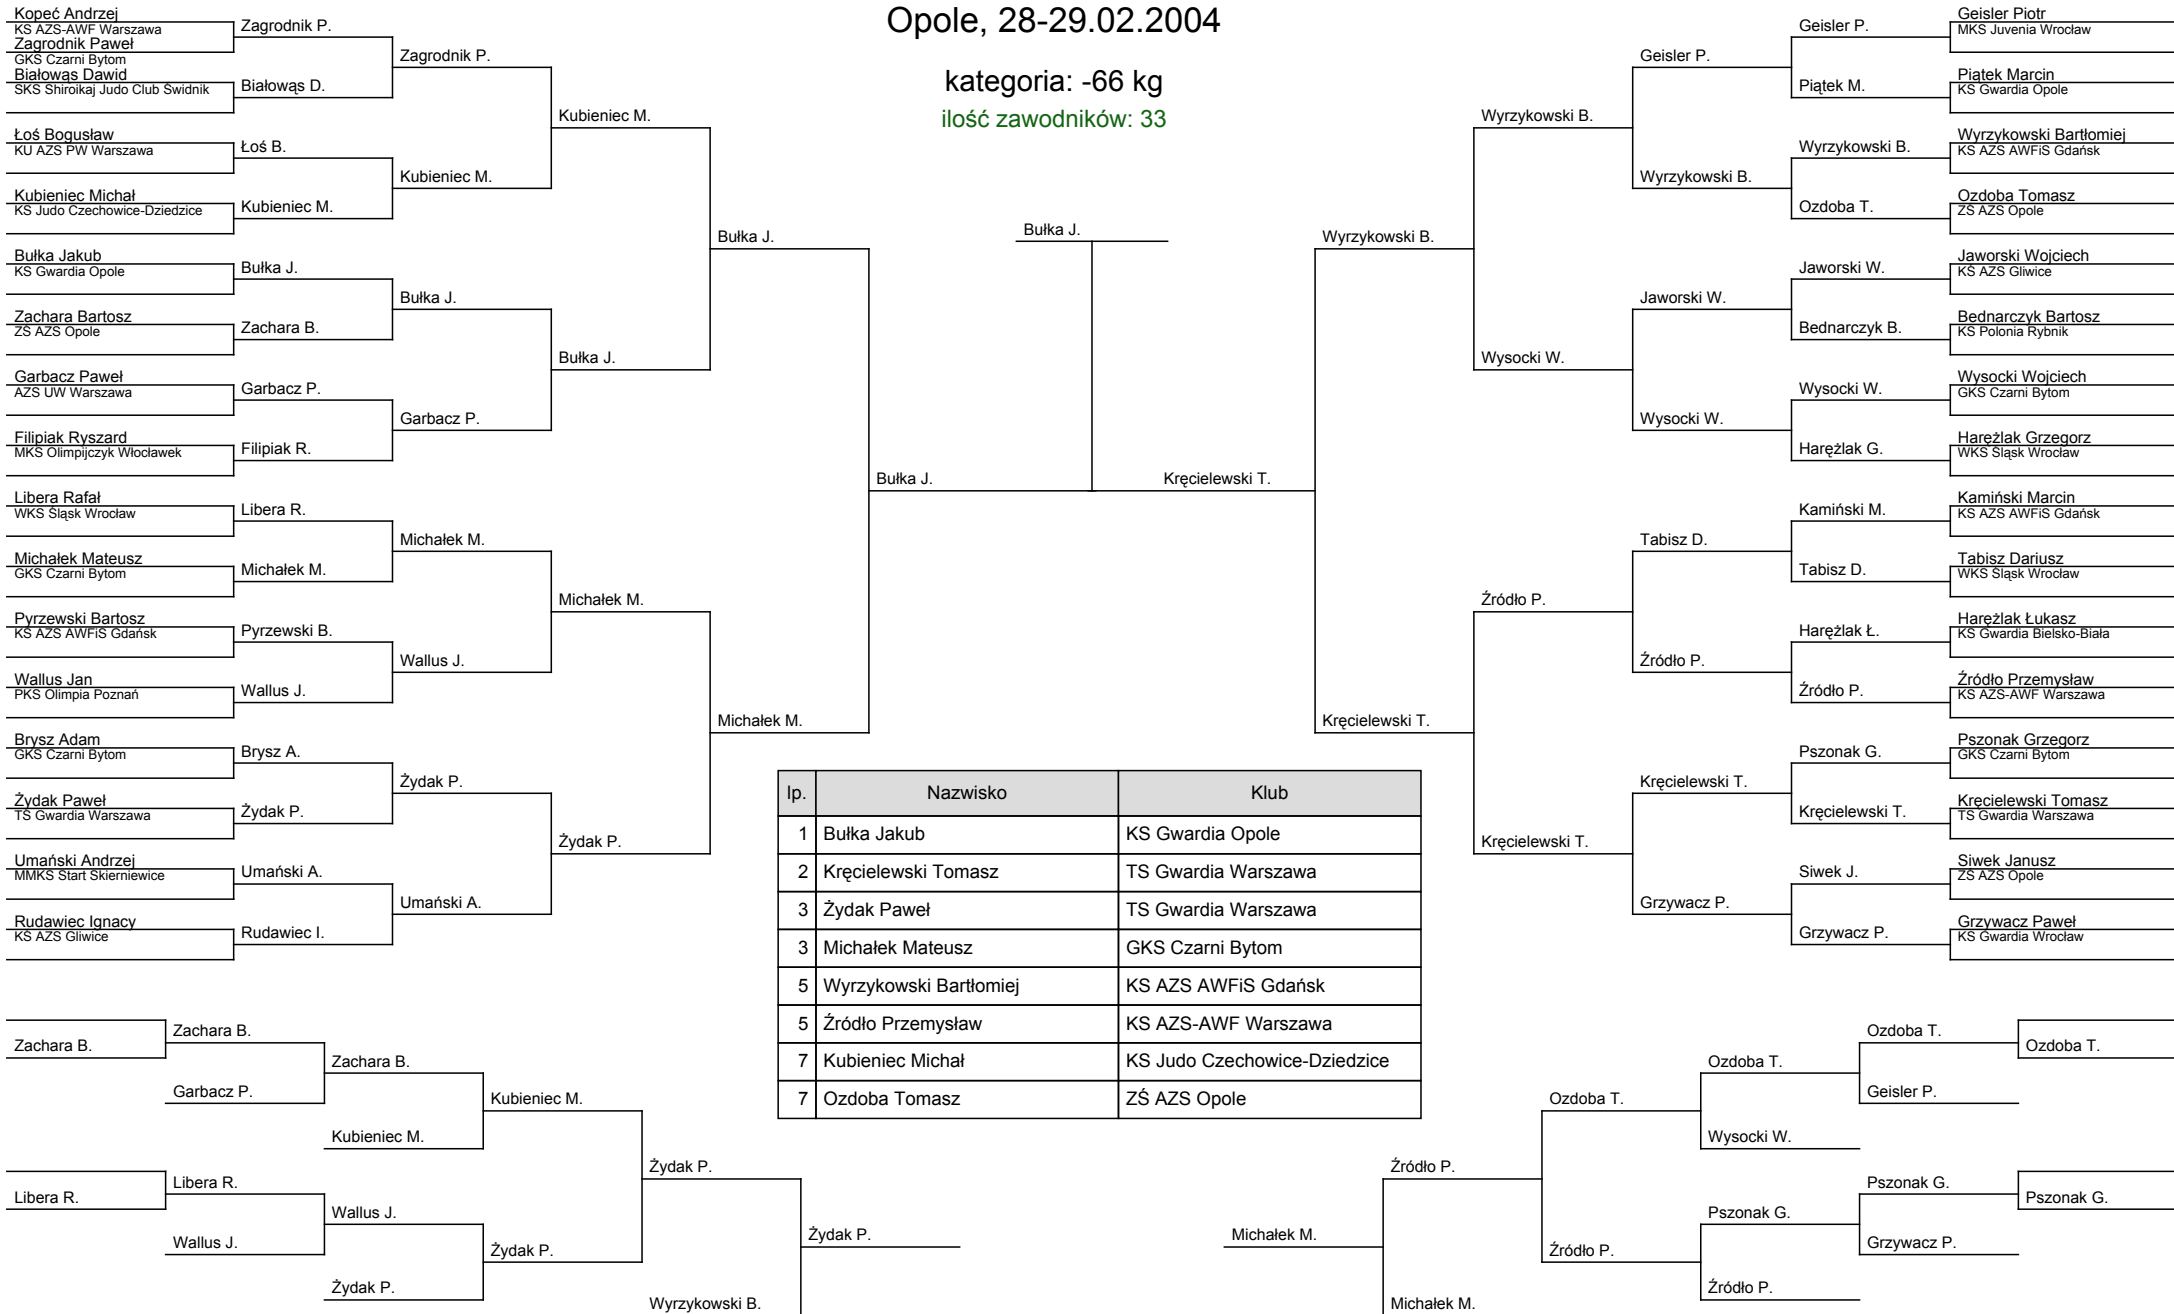 Opole, 28-29.02.2004
kategoria: -66 kg
ilość zawodników: 33
Kopeć Andrzej
KS AZS-AWF Warszawa
Zagrodnik Paweł
GKS Czarni Bytom
Białowąs Dawid
SKS Shiroikaj Judo Club Świdnik
Łoś Bogusław
KU AZS PW Warszawa
Kubieniec Michał
KS Judo Czechowice-Dziedzice
Bułka Jakub
KS Gwardia Opole
Zachara Bartosz
ZŚ AZS Opole
Garbacz Paweł
AZS UW Warszawa
Filipiak Ryszard
MKS Olimpijczyk Włocławek
Libera Rafał
WKS Śląsk Wrocław
Michałek Mateusz
GKS Czarni Bytom
Pyrzewski Bartosz
KS AZS AWFiS Gdańsk
Wallus Jan
PKS Olimpia Poznań
Brysz Adam
GKS Czarni Bytom
Żydak Paweł
TS Gwardia Warszawa
Umański Andrzej
MMKS Start Skierniewice
Rudawiec Ignacy
KS AZS Gliwice
Zagrodnik P.
Białowąs D.
Łoś B.
Kubieniec M.
Bułka J.
Zachara B.
Garbacz P.
Filipiak R.
Libera R.
Michałek M.
Pyrzewski B.
Wallus J.
Brysz A.
Żydak P.
Umański A.
Rudawiec I.
Zagrodnik P.
Kubieniec M.
Bułka J.
Garbacz P.
Michałek M.
Wallus J.
Żydak P.
Umański A.
Kubieniec M.
Bułka J.
Michałek M.
Żydak P.
Bułka J.
Michałek M.
Bułka J.
Bułka J.
Kręcielewski T.
Wyrzykowski B.
Kręcielewski T.
Wyrzykowski B.
Wysocki W.
Źródło P.
Kręcielewski T.
Geisler P.
Wyrzykowski B.
Jaworski W.
Wysocki W.
Tabisz D.
Źródło P.
Kręcielewski T.
Grzywacz P.
Geisler P.
Piątek M.
Wyrzykowski B.
Ozdoba T.
Jaworski W.
Bednarczyk B.
Wysocki W.
Harężlak G.
Kamiński M.
Tabisz D.
Harężlak Ł.
Źródło P.
Pszonak G.
Kręcielewski T.
Siwek J.
Grzywacz P.
Geisler Piotr
MKS Juvenia Wrocław
Piątek Marcin
KS Gwardia Opole
Wyrzykowski Bartłomiej
KS AZS AWFiS Gdańsk
Ozdoba Tomasz
ZŚ AZS Opole
Jaworski Wojciech
KS AZS Gliwice
Bednarczyk Bartosz
KS Polonia Rybnik
Wysocki Wojciech
GKS Czarni Bytom
Harężlak Grzegorz
WKS Śląsk Wrocław
Kamiński Marcin
KS AZS AWFiS Gdańsk
Tabisz Dariusz
WKS Śląsk Wrocław
Harężlak Łukasz
KS Gwardia Bielsko-Biała
Źródło Przemysław
KS AZS-AWF Warszawa
Pszonak Grzegorz
GKS Czarni Bytom
Kręcielewski Tomasz
TS Gwardia Warszawa
Siwek Janusz
ZŚ AZS Opole
Grzywacz Paweł
KS Gwardia Wrocław
lp. Nazwisko Klub
1 Bułka Jakub KS Gwardia Opole
2 Kręcielewski Tomasz TS Gwardia Warszawa
3 Żydak Paweł TS Gwardia Warszawa
3 Michałek Mateusz GKS Czarni Bytom
5 Wyrzykowski Bartłomiej KS AZS AWFiS Gdańsk
5 Źródło Przemysław KS AZS-AWF Warszawa
7 Kubieniec Michał KS Judo Czechowice-Dziedzice
7 Ozdoba Tomasz ZŚ AZS Opole
Zachara B.
Libera R.
Zachara B.
Garbacz P.
Libera R.
Wallus J.
Zachara B.
Kubieniec M.
Wallus J.
Żydak P.
Kubieniec M.
Żydak P.
Żydak P.
Wyrzykowski B.
Żydak P.
Michałek M.
Źródło P.
Michałek M.
Ozdoba T.
Źródło P.
Ozdoba T.
Wysocki W.
Pszonak G.
Źródło P.
Ozdoba T.
Geisler P.
Pszonak G.
Grzywacz P.
Ozdoba T.
Pszonak G.